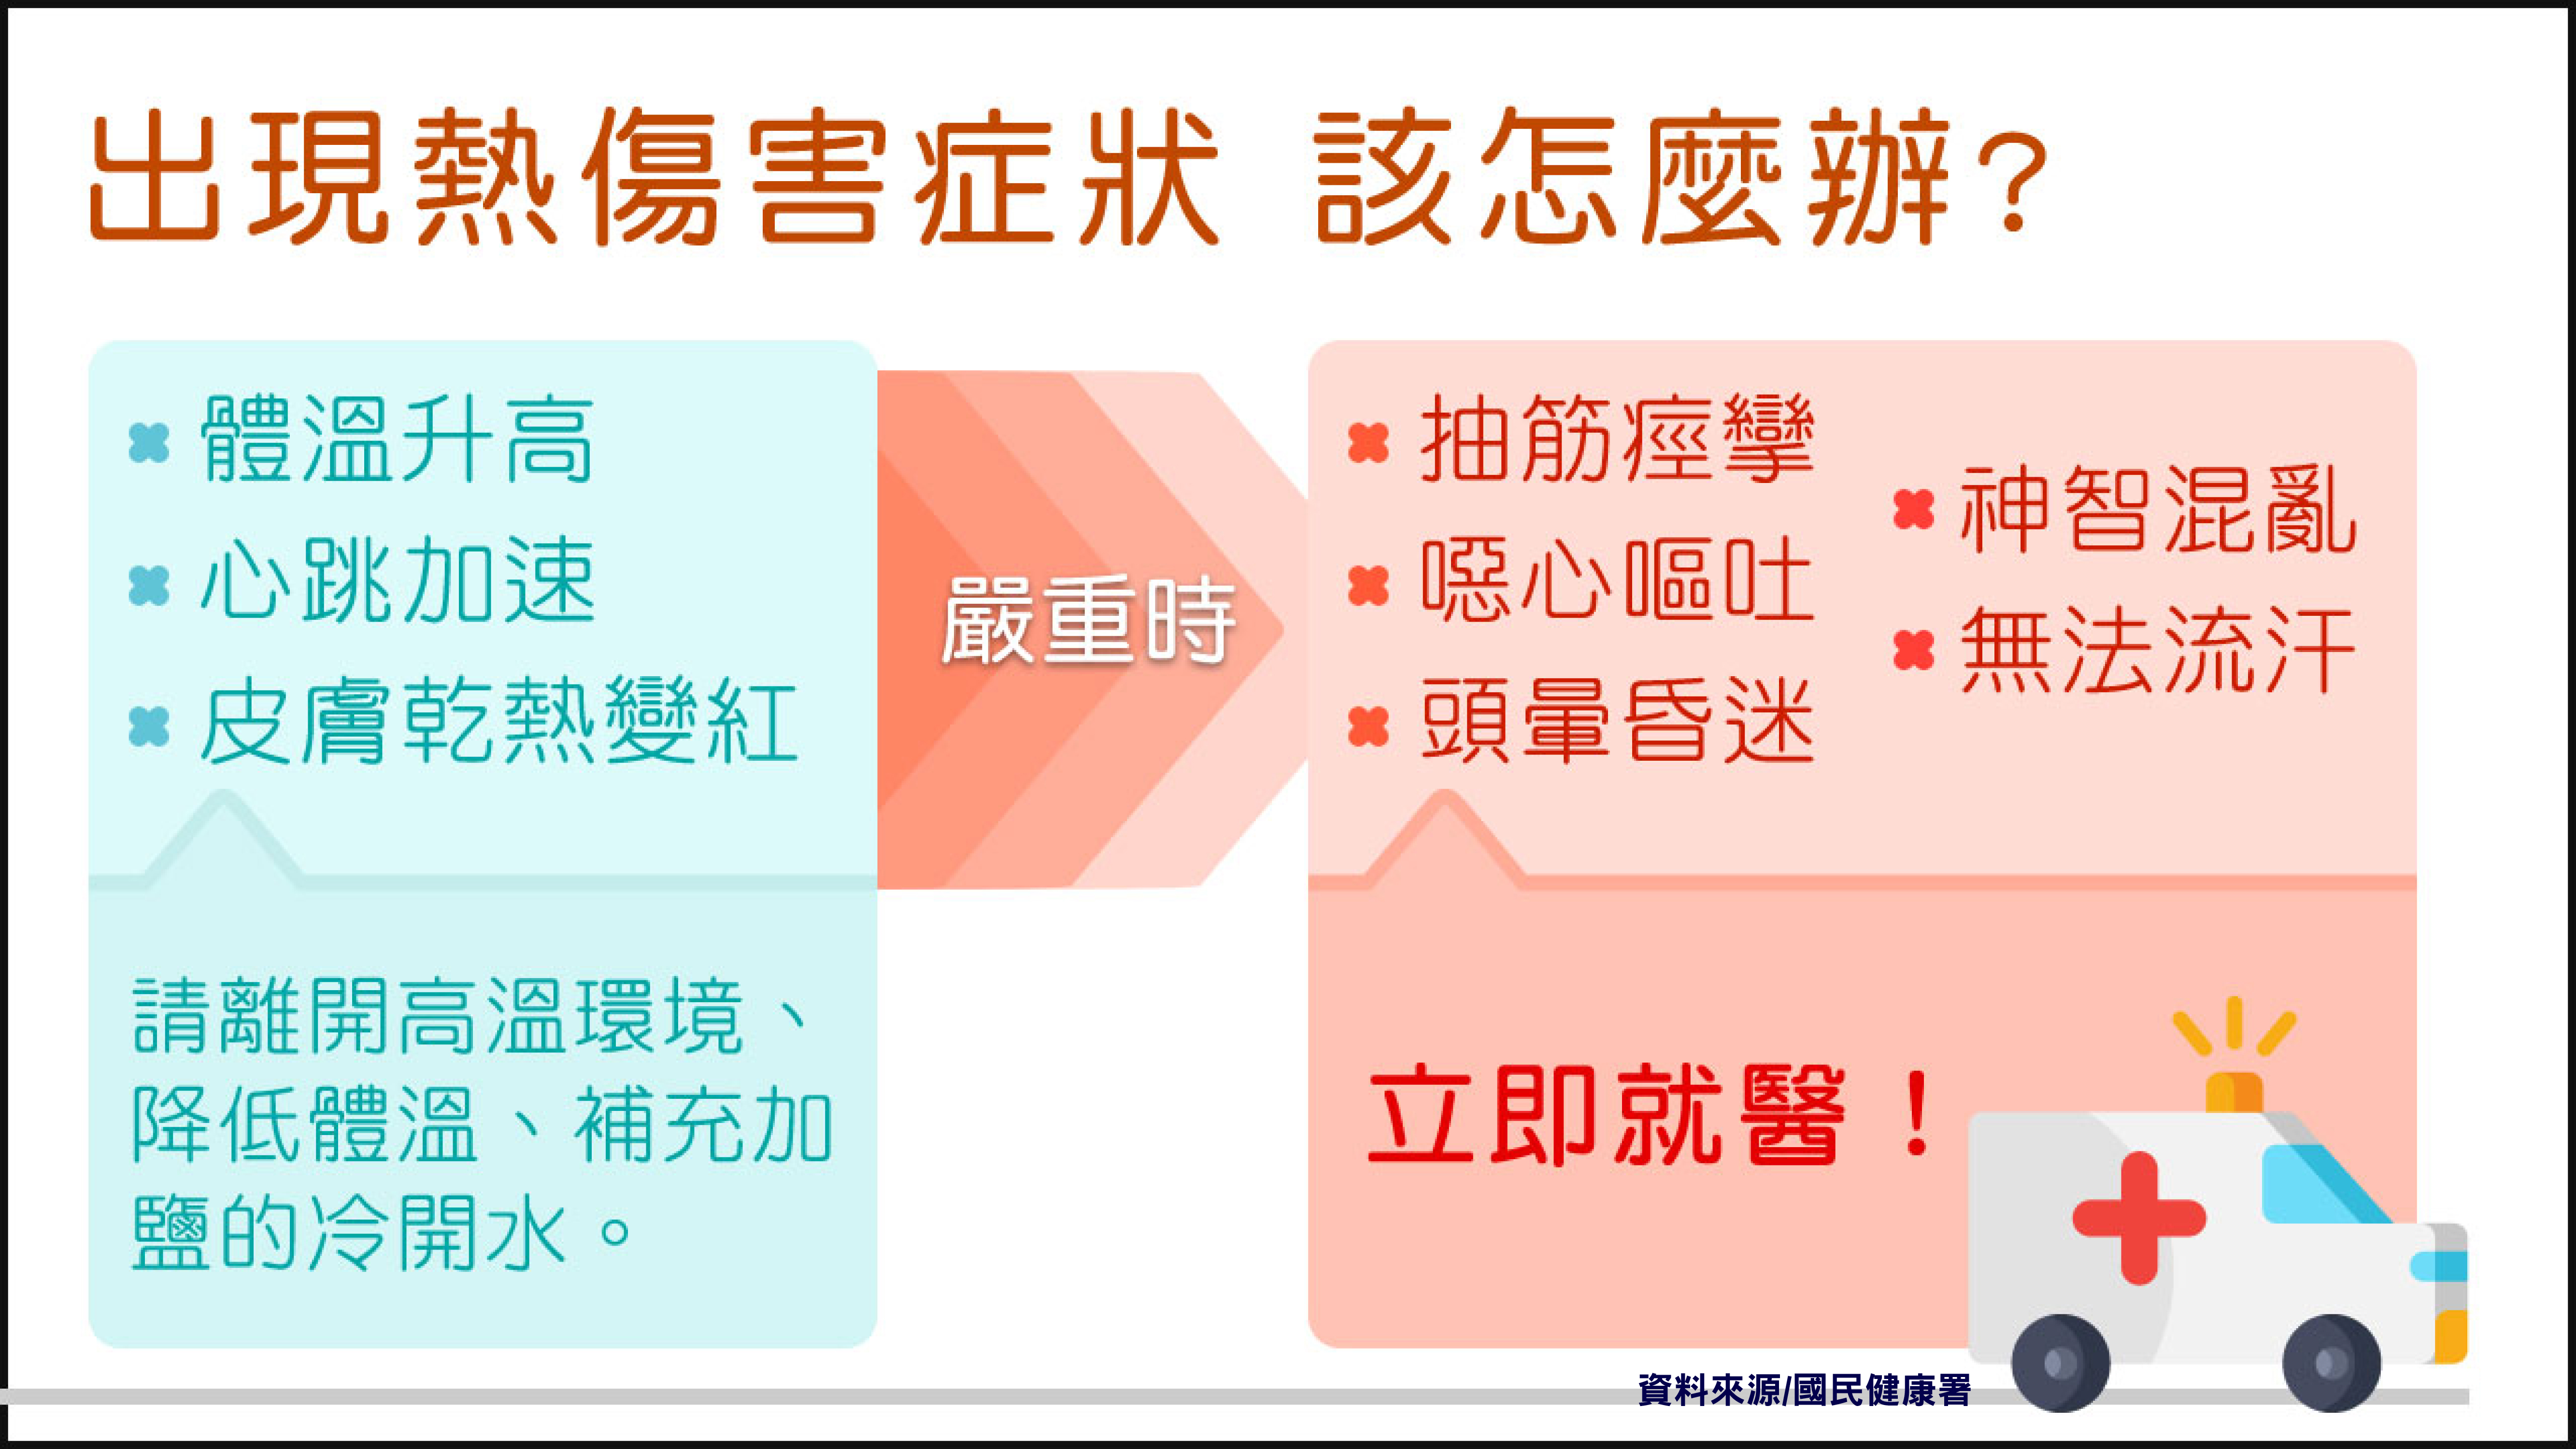 出現熱傷害症狀 該怎麼辦?
體溫升高
心跳加速
皮膚乾熱變紅
請離開高溫環境、
降低體溫、補充加
鹽的冷開水。
嚴重時
抽筋痙攣
噁心嘔吐
頭暈昏迷
神智混亂
無法流汗
立即就醫!
資料來源/國民健康署